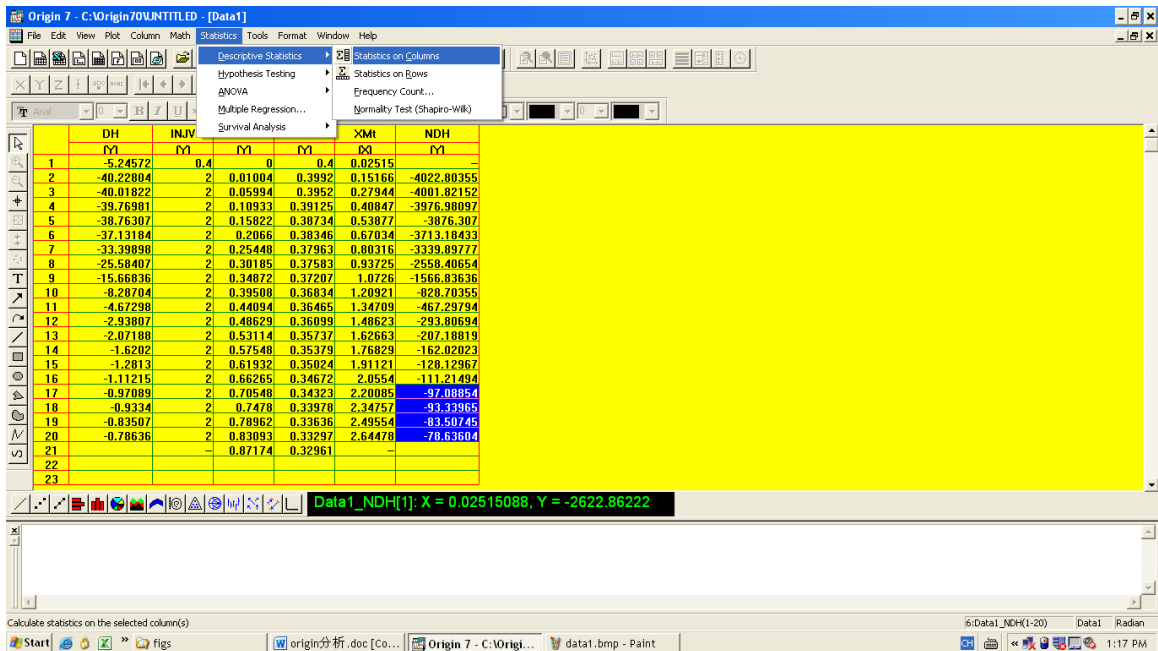 Origin 7 - C:\Origin70\UNTITLED - [Data1]
File Edit View Plot Column Math Statistics Tools Format Window Help
Descriptive Statistics
Hypothesis Testing
ANOVA
Multiple Regression...
Survival Analysis
Statistics on Columns
Statistics on Rows
Frequency Count...
Normality Test (Shapiro-Wilk)
X Y Z
Arial 0 B I U 0
DH INJV XMt NDH
[Y] [Y] [Y] [Y] [X] [Y]
1 -5.24572 0.4 0 0.4 0.02515 –
2 -40.22804 2 0.01004 0.3992 0.15166 -4022.80355
3 -40.01822 2 0.05994 0.3952 0.27944 -4001.82152
4 -39.76981 2 0.10933 0.39125 0.40847 -3976.98097
5 -38.76307 2 0.15822 0.38734 0.53877 -3876.307
6 -37.13184 2 0.2066 0.38346 0.67034 -3713.18433
7 -33.39898 2 0.25448 0.37963 0.80316 -3339.89777
8 -25.58407 2 0.30185 0.37583 0.93725 -2558.40654
9 -15.66836 2 0.34872 0.37207 1.0726 -1566.83636
10 -8.28704 2 0.39508 0.36834 1.20921 -828.70355
11 -4.67298 2 0.44094 0.36465 1.34709 -467.29794
12 -2.93807 2 0.48629 0.36099 1.48623 -293.80694
13 -2.07188 2 0.53114 0.35737 1.62663 -207.18819
14 -1.6202 2 0.57548 0.35379 1.76829 -162.02023
15 -1.2813 2 0.61932 0.35024 1.91121 -128.12967
16 -1.11215 2 0.66265 0.34672 2.0554 -111.21494
17 -0.97089 2 0.70548 0.34323 2.20085 -97.08854
18 -0.9334 2 0.7478 0.33978 2.34757 -93.33965
19 -0.83507 2 0.78962 0.33636 2.49554 -83.50745
20 -0.78636 2 0.83093 0.33297 2.64478 -78.63604
21 – 0.87174 0.32961 –
22
23
Data1_NDH[1]: X = 0.02515088, Y = -2622.86222
Calculate statistics on the selected column(s) 6:Data1_NDH(1-20) Data1 Radian
Start figs origin分析.doc [Co... Origin 7 - C:\Origi... data1.bmp - Paint CH 1:17 PM